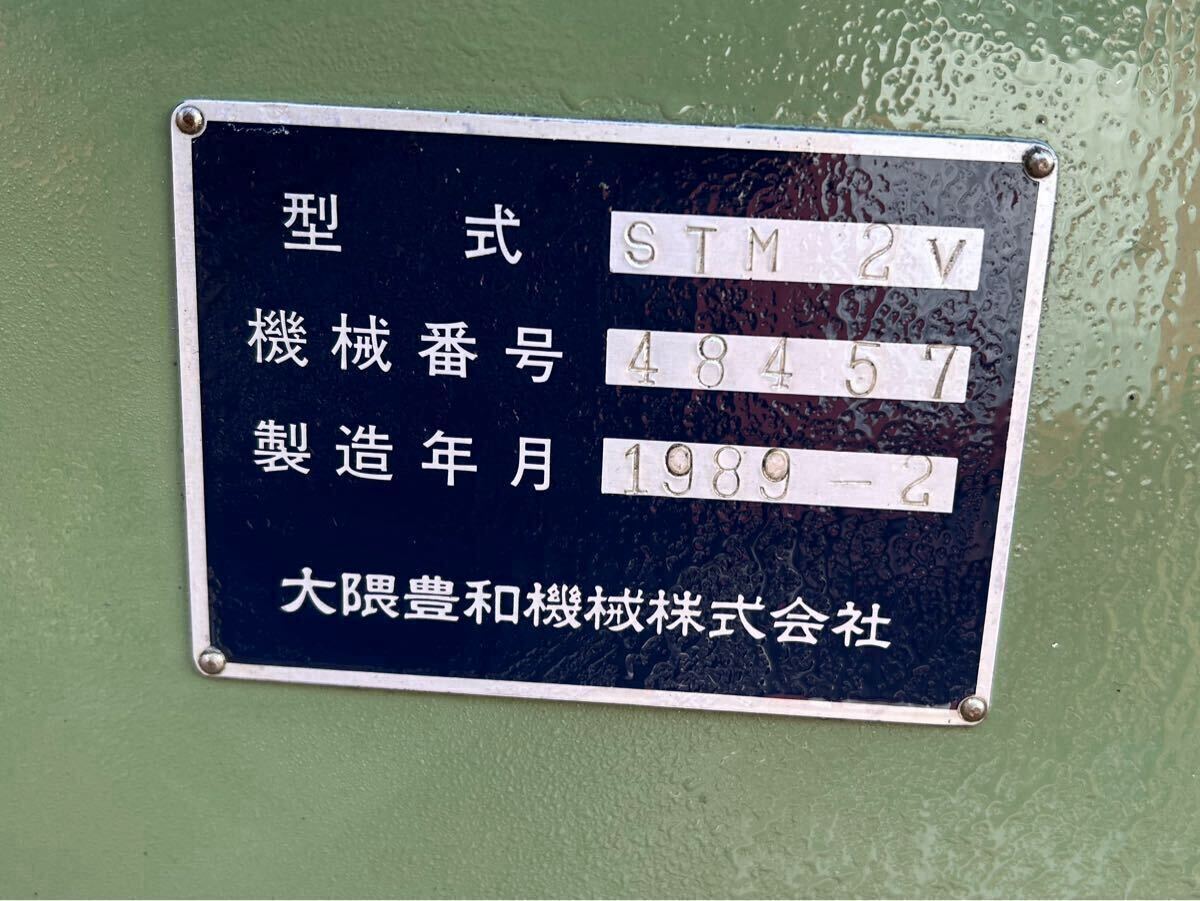 型式 STM 2V
機械番号 48457
製造年月 1989-2
大隈豊和機械株式会社